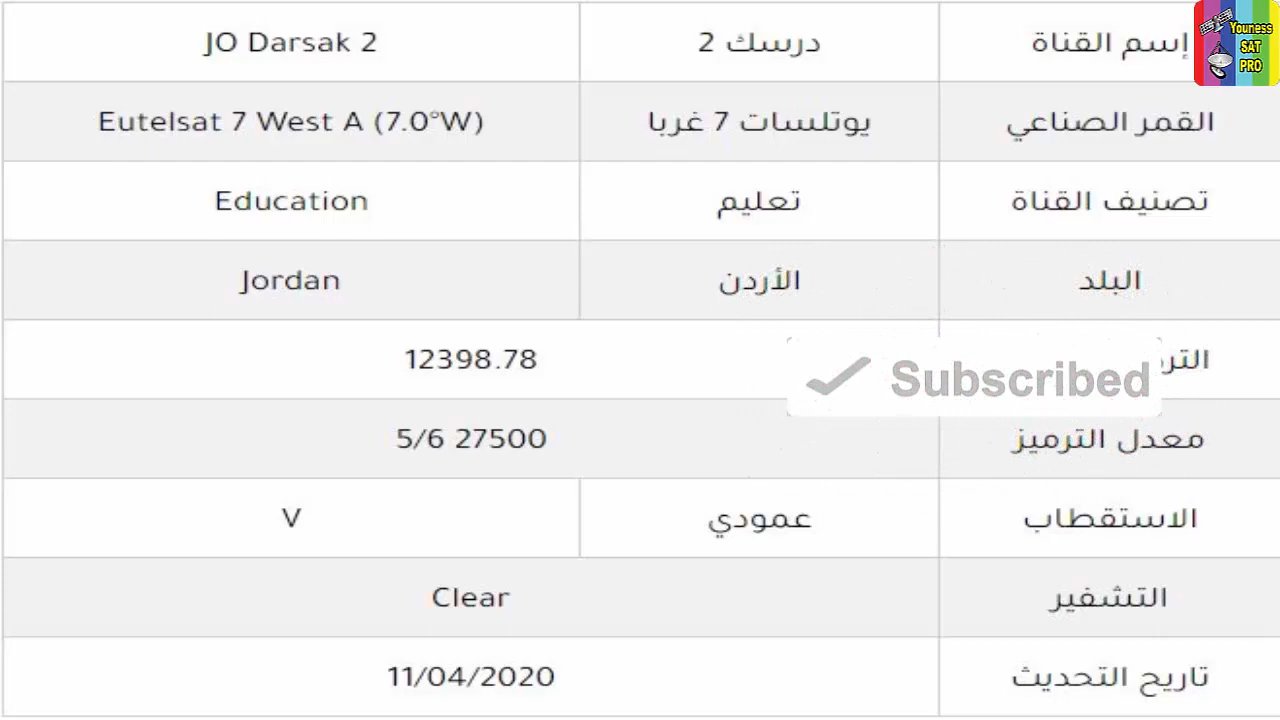 إسم القناة درسك 2 JO Darsak 2
Youness
SAT
PRO
القمر الصناعي يوتلسات 7 غربا Eutelsat 7 West A (7.0°W)
تصنيف القناة تعليم Education
البلد الأردن Jordan
12398.78
Subscribed
معدل الترميز 27500 5/6
الاستقطاب عمودي V
التشفير Clear
تاريح التحديث 11/04/2020